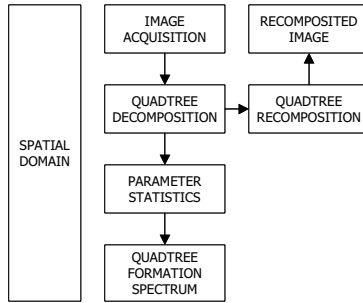 SPATIAL
DOMAIN
IMAGE
ACQUISITION
RECOMPOSITED
IMAGE
QUADTREE
DECOMPOSITION
QUADTREE
RECOMPOSITION
PARAMETER
STATISTICS
QUADTREE
FORMATION
SPECTRUM